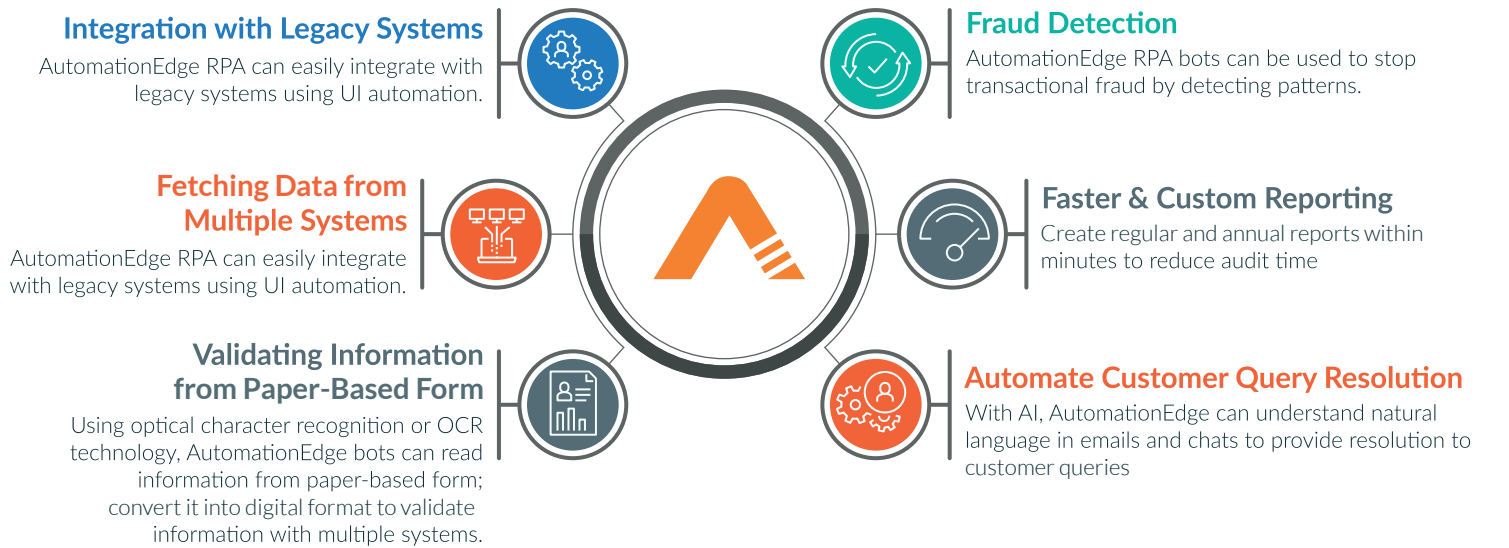 Integration with Legacy Systems
AutomationEdge RPA can easily integrate with
legacy systems using UI automation.
Fetching Data from
Multiple Systems
AutomationEdge RPA can easily integrate
with legacy systems using UI automation.
Validating Information
from Paper-Based Form
Using optical character recognition or OCR
technology, AutomationEdge bots can read
information from paper-based form;
convert it into digital format to validate
information with multiple systems.
Fraud Detection
AutomationEdge RPA bots can be used to stop
transactional fraud by detecting patterns.
Faster & Custom Reporting
Create regular and annual reports within
minutes to reduce audit time
Automate Customer Query Resolution
With AI, AutomationEdge can understand natural
language in emails and chats to provide resolution to
customer queries